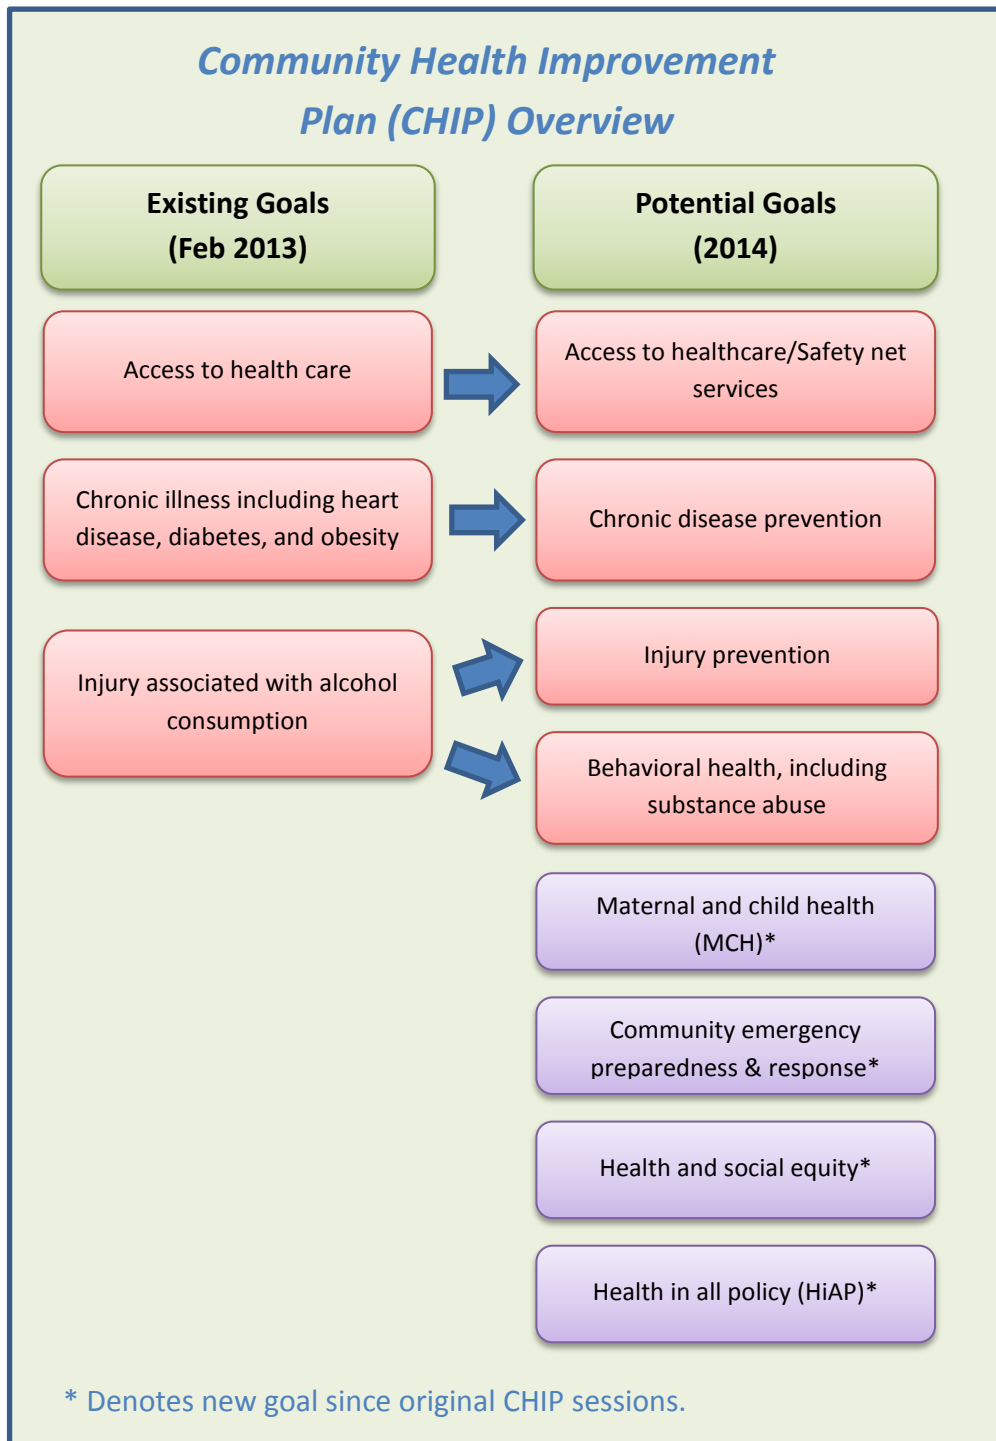 Community Health Improvement
Plan (CHIP) Overview
Existing Goals
(Feb 2013)
Potential Goals
(2014)
Access to health care
Access to healthcare/Safety net
services
Chronic illness including heart
disease, diabetes, and obesity
Chronic disease prevention
Injury associated with alcohol
consumption
Injury prevention
Behavioral health, including
substance abuse
Maternal and child health
(MCH)*
Community emergency
preparedness & response*
Health and social equity*
Health in all policy (HiAP)*
* Denotes new goal since original CHIP sessions.